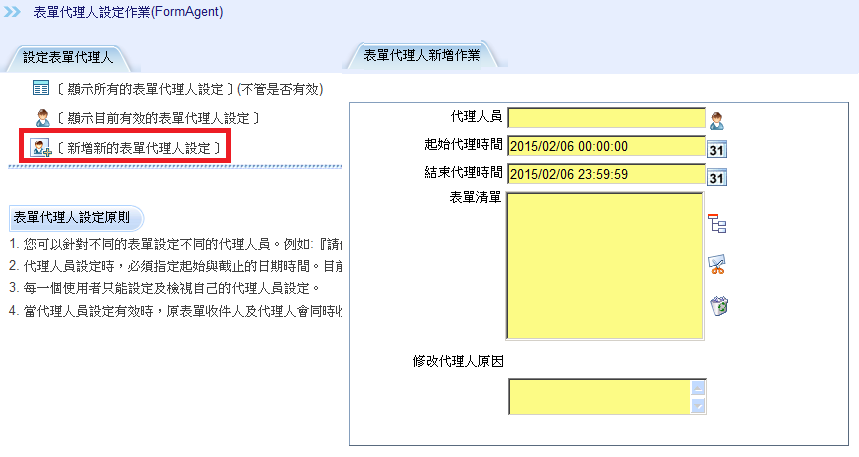 表單代理人設定作業(FormAgent)
設定表單代理人
〔 顯示所有的表單代理人設定 〕(不管是否有效)
〔 顯示目前有效的表單代理人設定 〕
〔 新增新的表單代理人設定 〕
表單代理人設定原則
1. 您可以針對不同的表單設定不同的代理人員。例如:『請
2. 代理人員設定時，必須指定起始與截止的日期時間。目前
3. 每一個使用者只能設定及檢視自己的代理人員設定。
4. 當代理人員設定有效時，原表單收件人及代理人會同時收
表單代理人新增作業
代理人員
起始代理時間 2015/02/06 00:00:00 31
結束代理時間 2015/02/06 23:59:59 31
表單清單
修改代理人原因